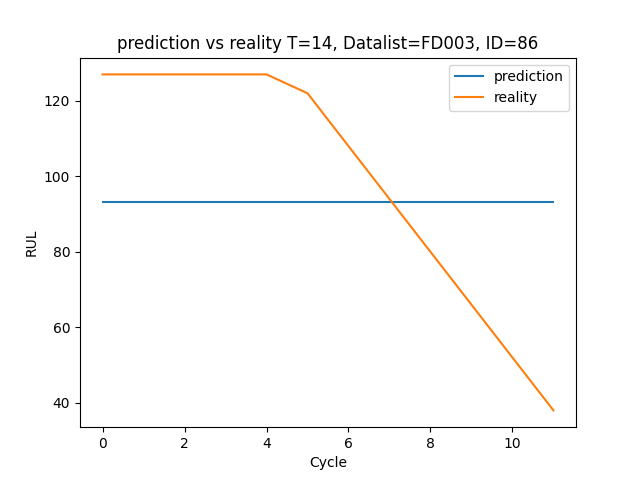 prediction vs reality T=14, Datalist=FD003, ID=86
prediction
reality
120
100
80
60
40
RUL
0 2 4 6 8 10
Cycle